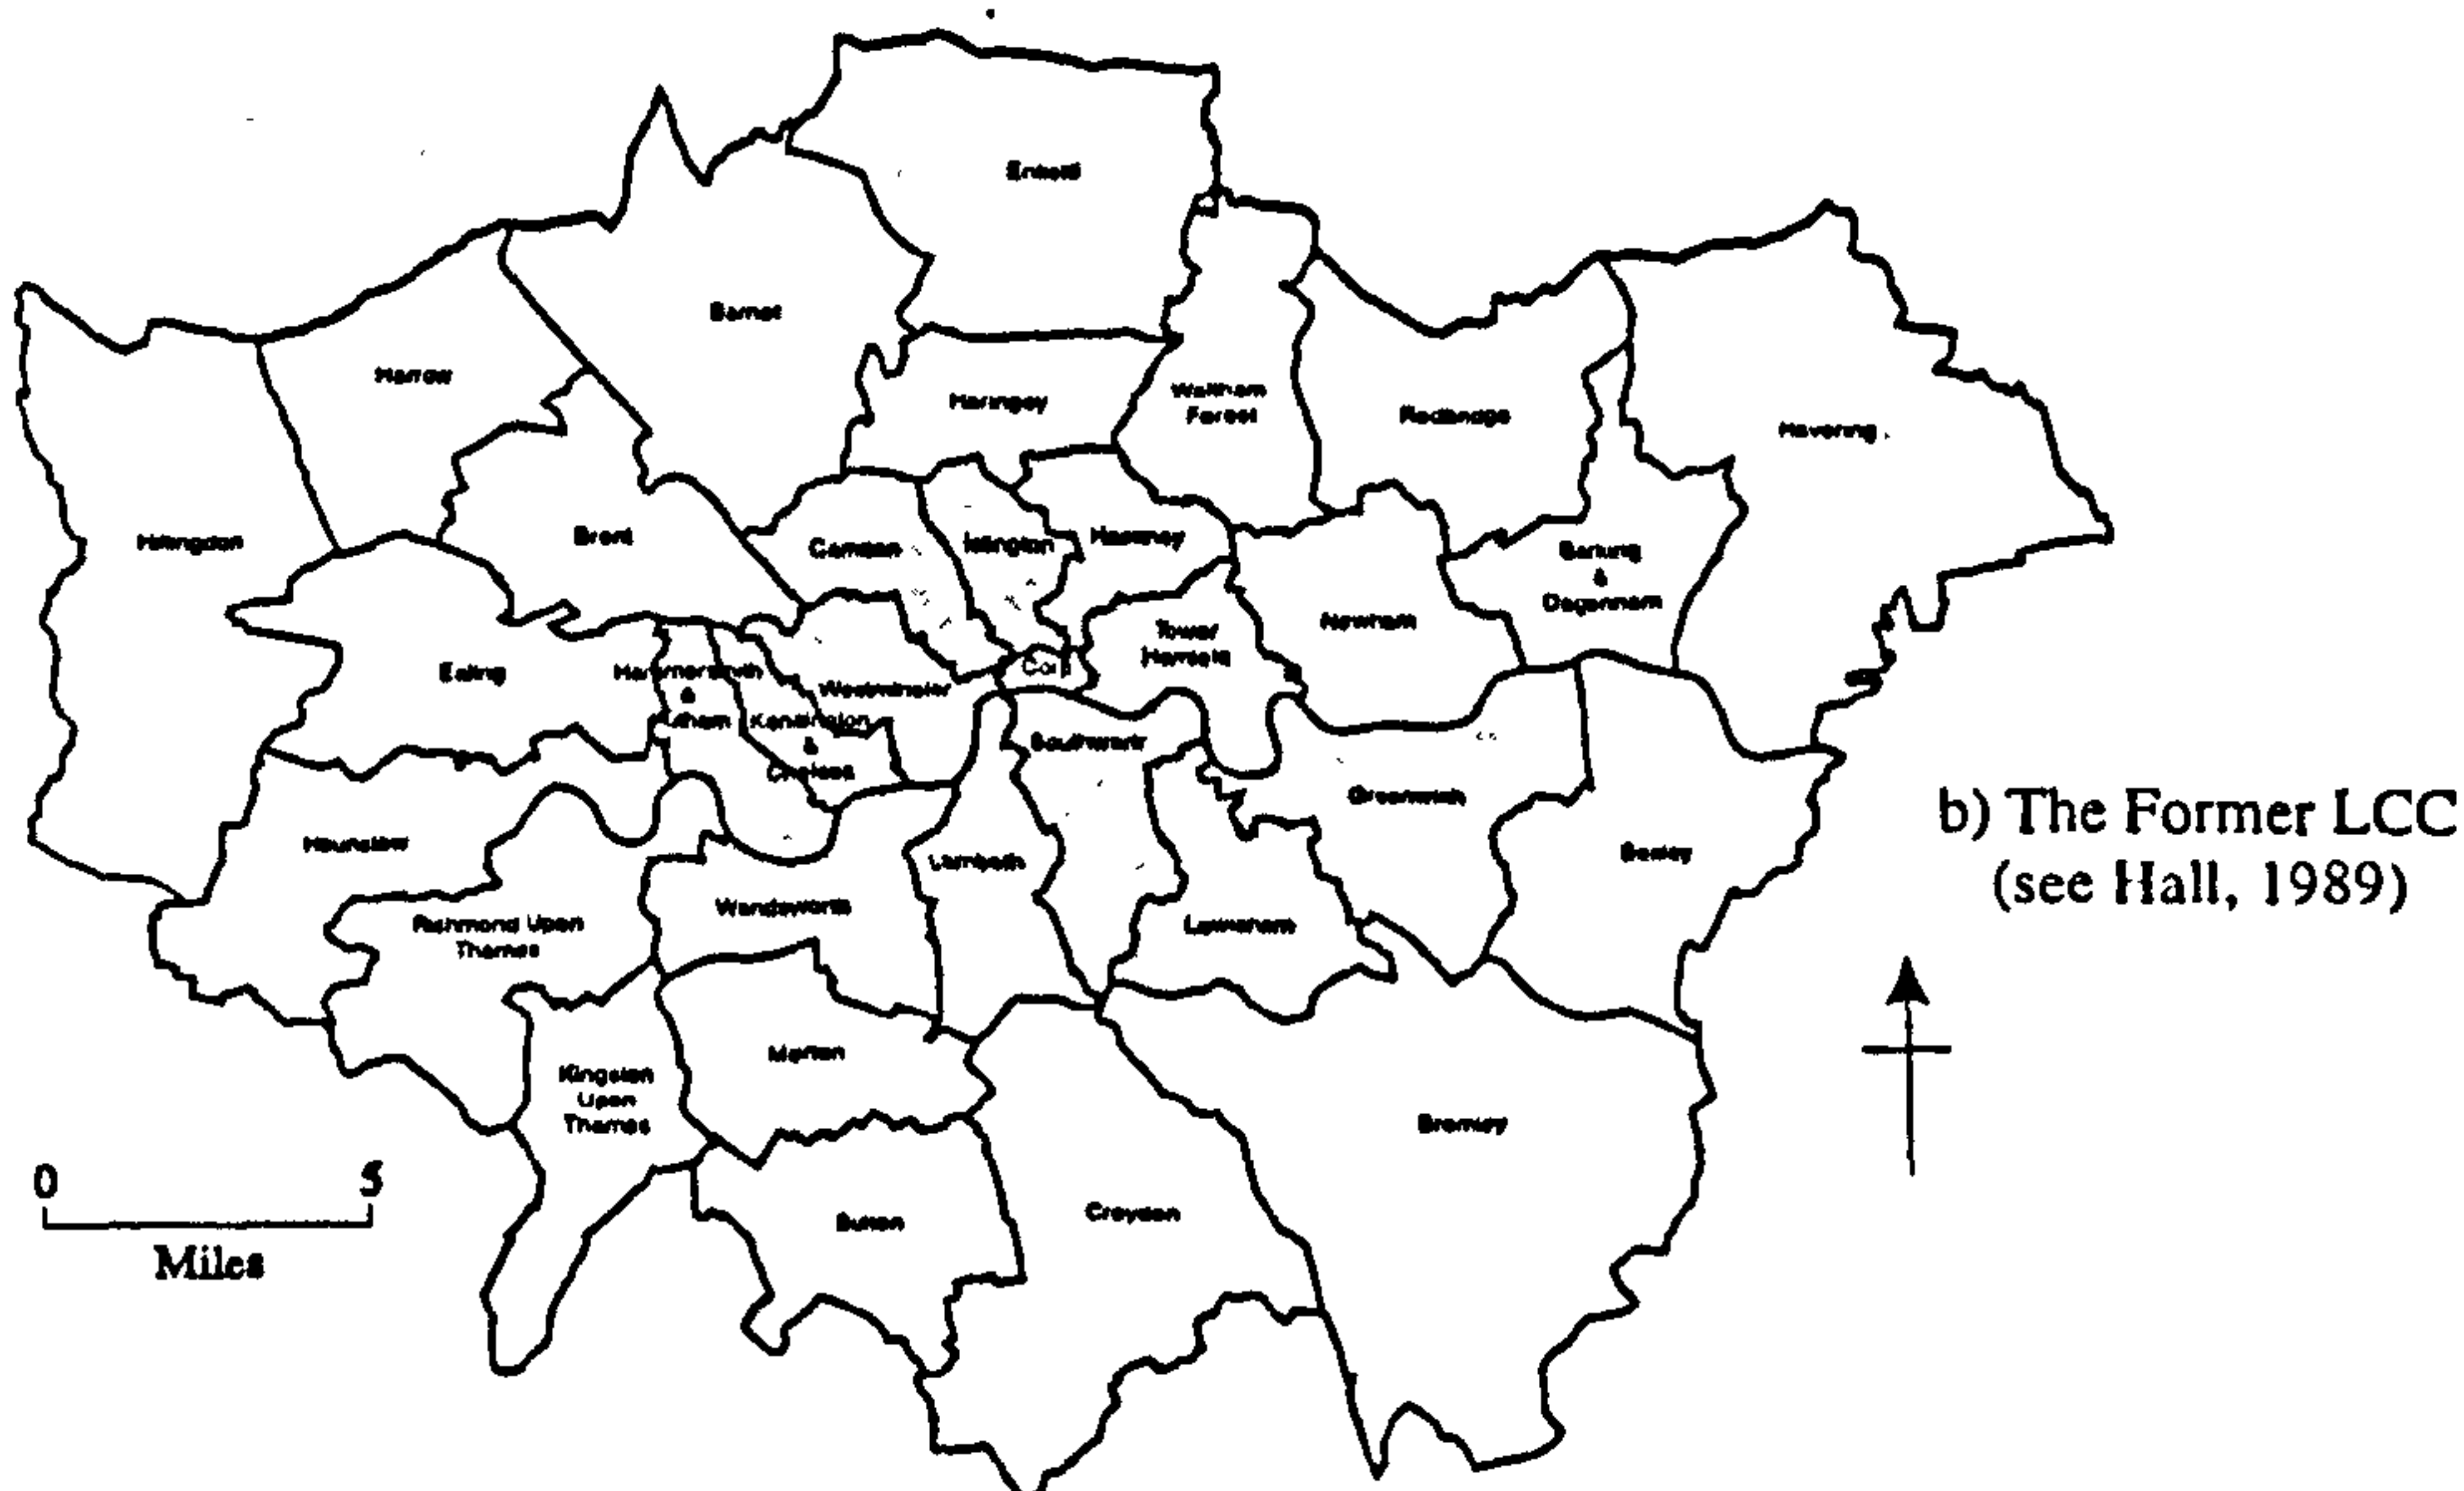 Enfield
Barnet
Harrow
Haringey
Waltham
Forest
Redbridge
Havering
Hillingdon
Brent
Camden
Islington
Hackney
Barking
&
Dagenham
Newham
Tower
Hamlets
Ealing
Hammersmith
&
Fulham
Westminster
Kensington
&
Chelsea
Southwark
Greenwich
Bexley
b) The Former LCC
(see Hall, 1989)
Hounslow
Lambeth
Wandsworth
Richmond Upon
Thames
Lewisham
Merton
Kingston
Upon
Thames
Bromley
Sutton
Croydon
0 5
Miles